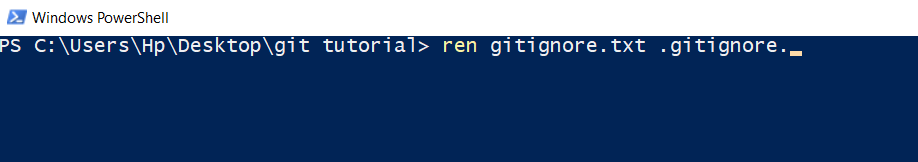 Windows PowerShell
PS C:\Users\Hp\Desktop\git tutorial> ren gitignore.txt .gitignore._